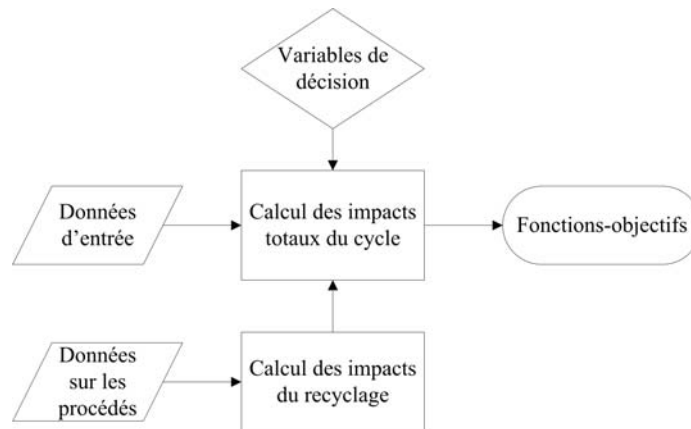 Variables de
décision
Données
d'entrée
Calcul des impacts
totaux du cycle
Fonctions-objectifs
Données
sur les
procédés
Calcul des impacts
du recyclage